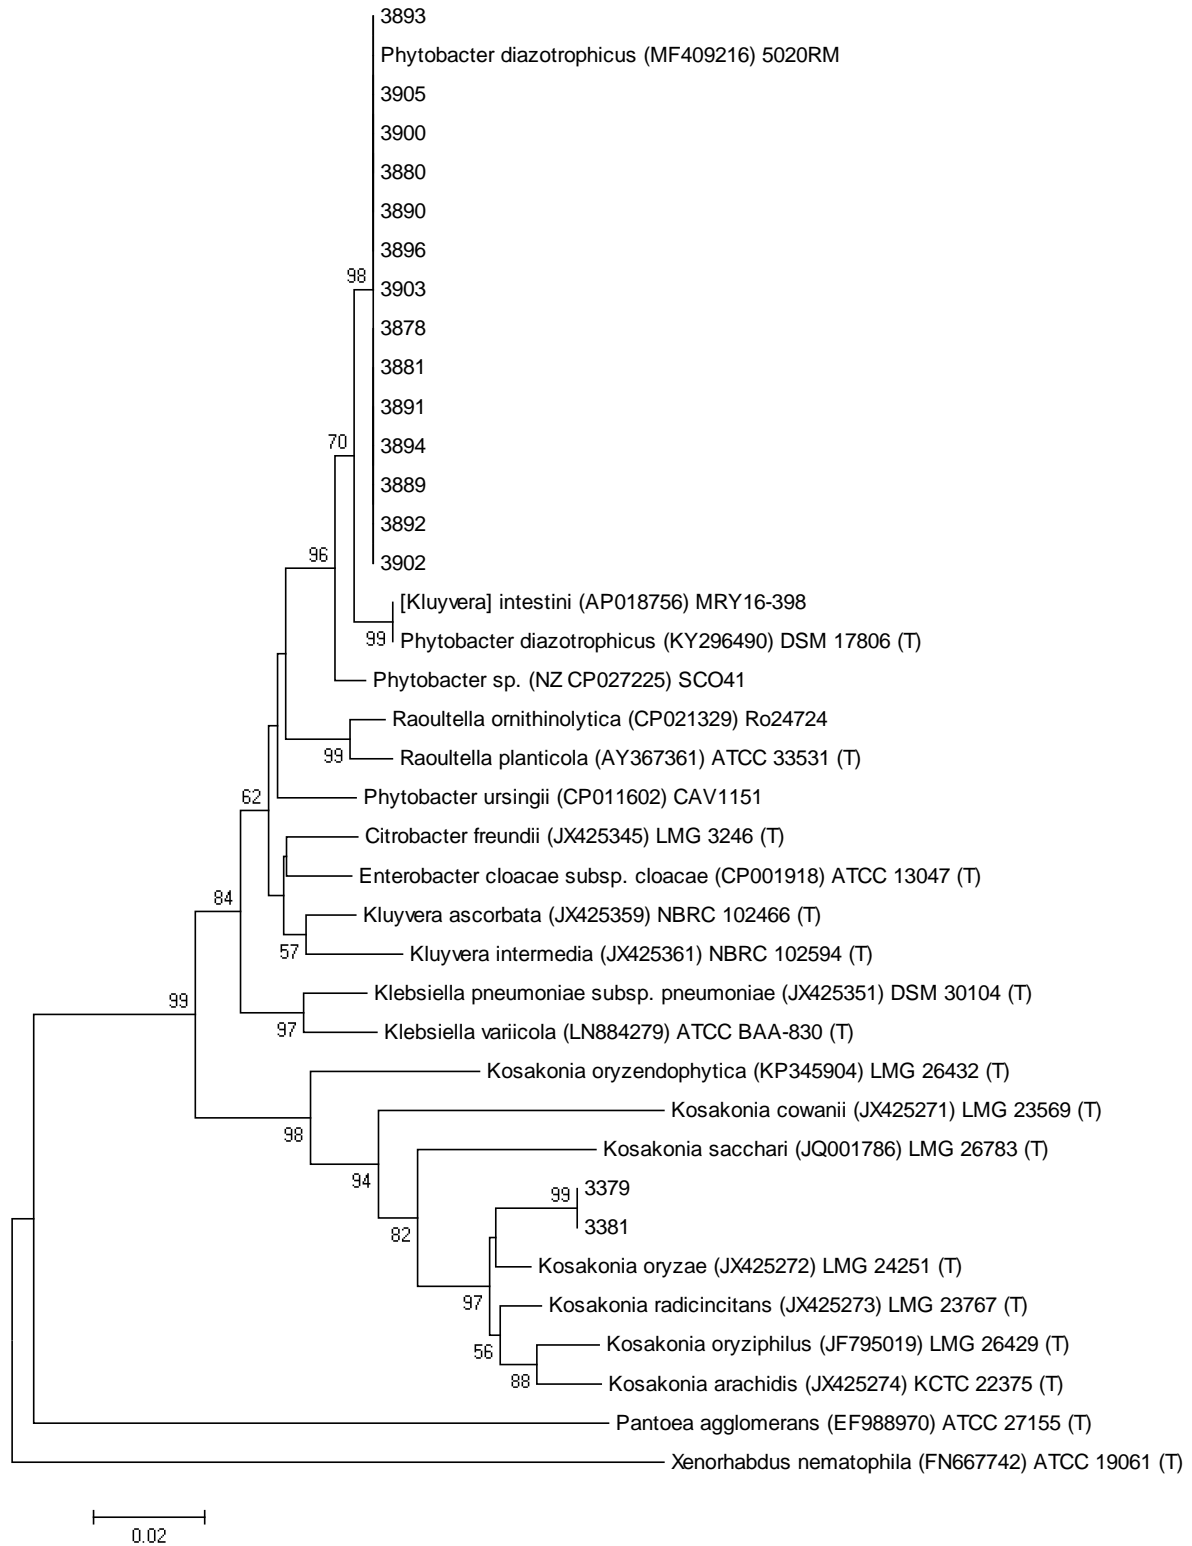 3893
Phytobacter diazotrophicus (MF409216) 5020RM
3905
3900
3880
3890
3896
98
3903
3878
3881
3891
70
3894
3889
3892
96
3902
[Kluyvera] intestini (AP018756) MRY16-398
99
Phytobacter diazotrophicus (KY296490) DSM 17806 (T)
Phytobacter sp. (NZ CP027225) SCO41
Raoultella ornithinolytica (CP021329) Ro24724
99
Raoultella planticola (AY367361) ATCC 33531 (T)
62
Phytobacter ursingii (CP011602) CAV1151
Citrobacter freundii (JX425345) LMG 3246 (T)
Enterobacter cloacae subsp. cloacae (CP001918) ATCC 13047 (T)
84
Kluyvera ascorbata (JX425359) NBRC 102466 (T)
57
Kluyvera intermedia (JX425361) NBRC 102594 (T)
99
Klebsiella pneumoniae subsp. pneumoniae (JX425351) DSM 30104 (T)
97
Klebsiella variicola (LN884279) ATCC BAA-830 (T)
Kosakonia oryzendophytica (KP345904) LMG 26432 (T)
Kosakonia cowanii (JX425271) LMG 23569 (T)
98
Kosakonia sacchari (JQ001786) LMG 26783 (T)
94
99
3379
3381
82
Kosakonia oryzae (JX425272) LMG 24251 (T)
97
Kosakonia radicincitans (JX425273) LMG 23767 (T)
56
Kosakonia oryziphilus (JF795019) LMG 26429 (T)
88
Kosakonia arachidis (JX425274) KCTC 22375 (T)
Pantoea agglomerans (EF988970) ATCC 27155 (T)
Xenorhabdus nematophila (FN667742) ATCC 19061 (T)
0.02